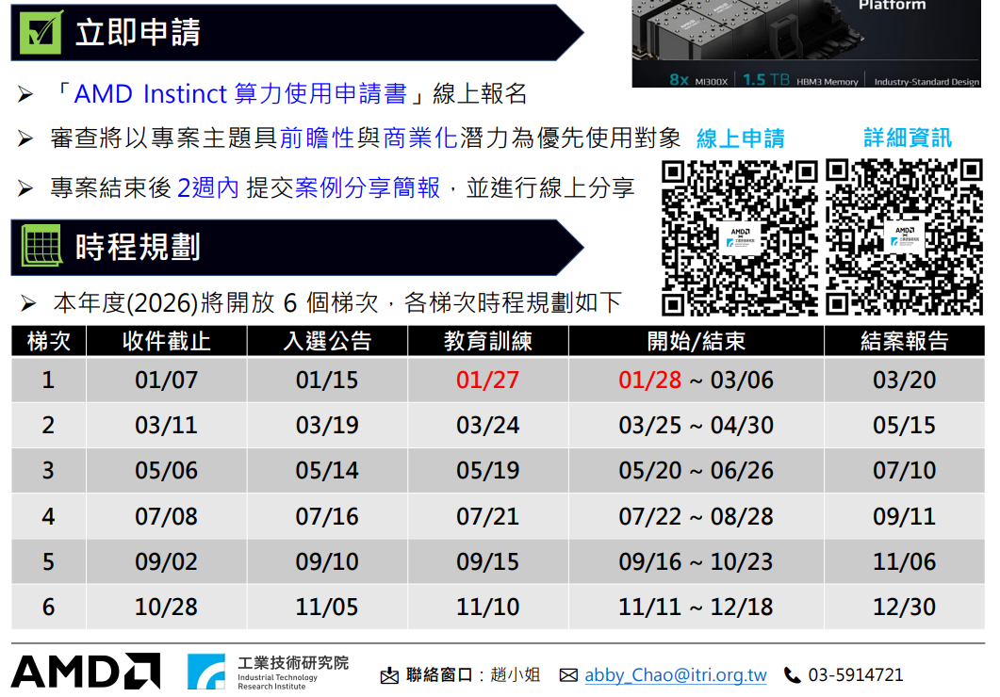 Platform
立即申請
8x MI300X 1.5 TB HBM3 Memory Industry-Standard Design
➢ 「AMD Instinct 算力使用申請書」線上報名
➢ 審查將以專案主題具前瞻性與商業化潛力為優先使用對象
線上申請 詳細資訊
➢ 專案結束後 2週內 提交案例分享簡報，並進行線上分享
時程規劃
➢ 本年度(2026)將開放 6 個梯次，各梯次時程規劃如下
梯次 收件截止 入選公告 教育訓練 開始/結束 結案報告
1 01/07 01/15 01/27 01/28 ~ 03/06 03/20
2 03/11 03/19 03/24 03/25 ~ 04/30 05/15
3 05/06 05/14 05/19 05/20 ~ 06/26 07/10
4 07/08 07/16 07/21 07/22 ~ 08/28 09/11
5 09/02 09/10 09/15 09/16 ~ 10/23 11/06
6 10/28 11/05 11/10 11/11 ~ 12/18 12/30
AMD 工業技術研究院
Industrial Technology
Research Institute
聯絡窗口：趙小姐 abby_Chao@itri.org.tw 03-5914721